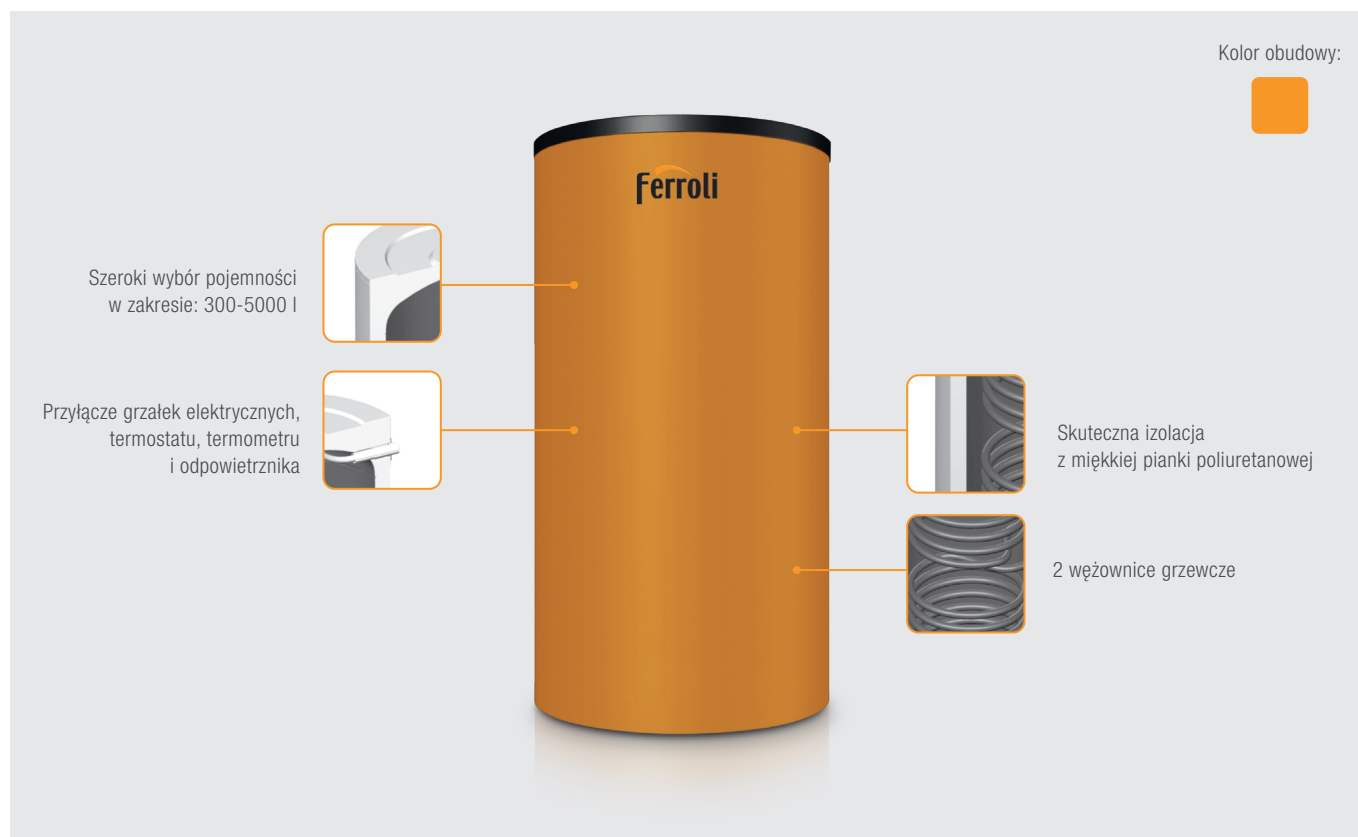 Kolor obudowy:
Ferroli
Szeroki wybór pojemności
w zakresie: 300-5000 l
Przyłącze grzałek elektrycznych,
termostatu, termometru
i odpowietrznika
Skuteczna izolacja
z miękkiej pianki poliuretanowej
2 wężownice grzewcze